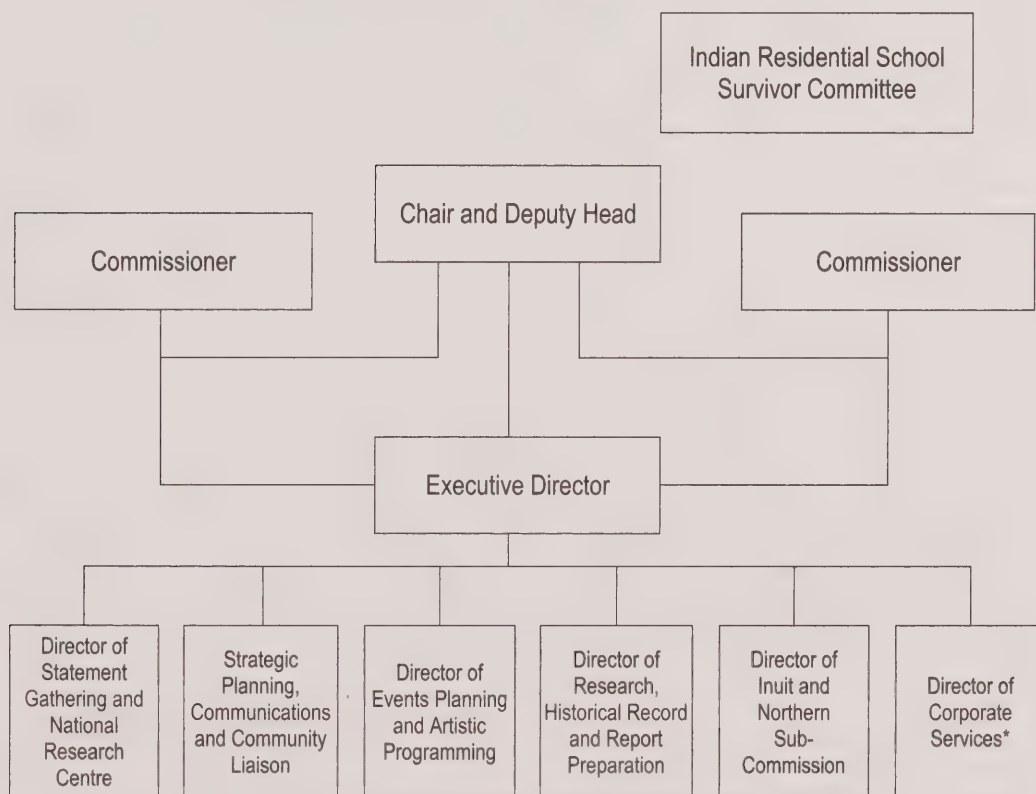 Indian Residential School
Survivor Committee
Chair and Deputy Head
Commissioner
Commissioner
Executive Director
Director of
Statement
Gathering and
National
Research
Centre
Strategic
Planning,
Communications
and Community
Liaison
Director of
Events Planning
and Artistic
Programming
Director of
Research,
Historical Record
and Report
Preparation
Director of
Inuit and
Northern
Sub-
Commission
Director of
Corporate
Services*